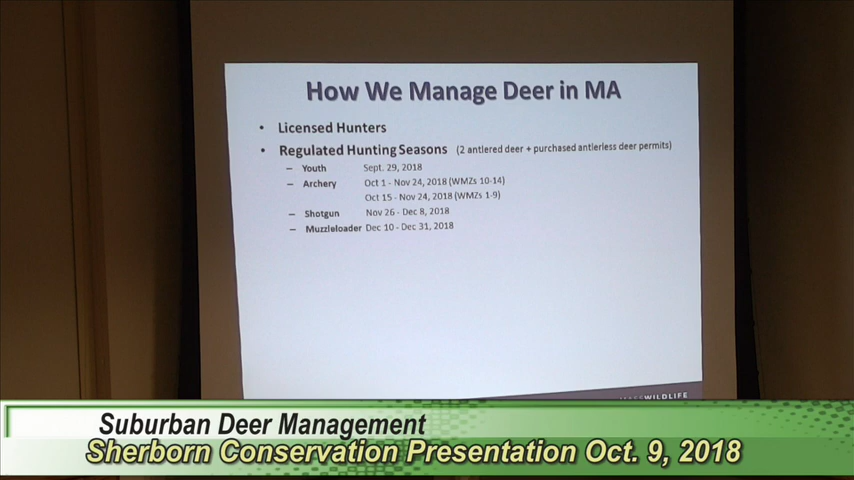 How We Manage Deer in MA
• Licensed Hunters
• Regulated Hunting Seasons (2 antlered deer + purchased antlerless deer permits)
– Youth Sept. 29, 2018
– Archery Oct 1 - Nov 24, 2018 (WMZs 10-14)
Oct 15 - Nov 24, 2018 (WMZs 1-9)
– Shotgun Nov 26 - Dec 8, 2018
– Muzzleloader Dec 10 - Dec 31, 2018
WILDLIFE
Suburban Deer Management
Sherborn Conservation Presentation Oct. 9, 2018